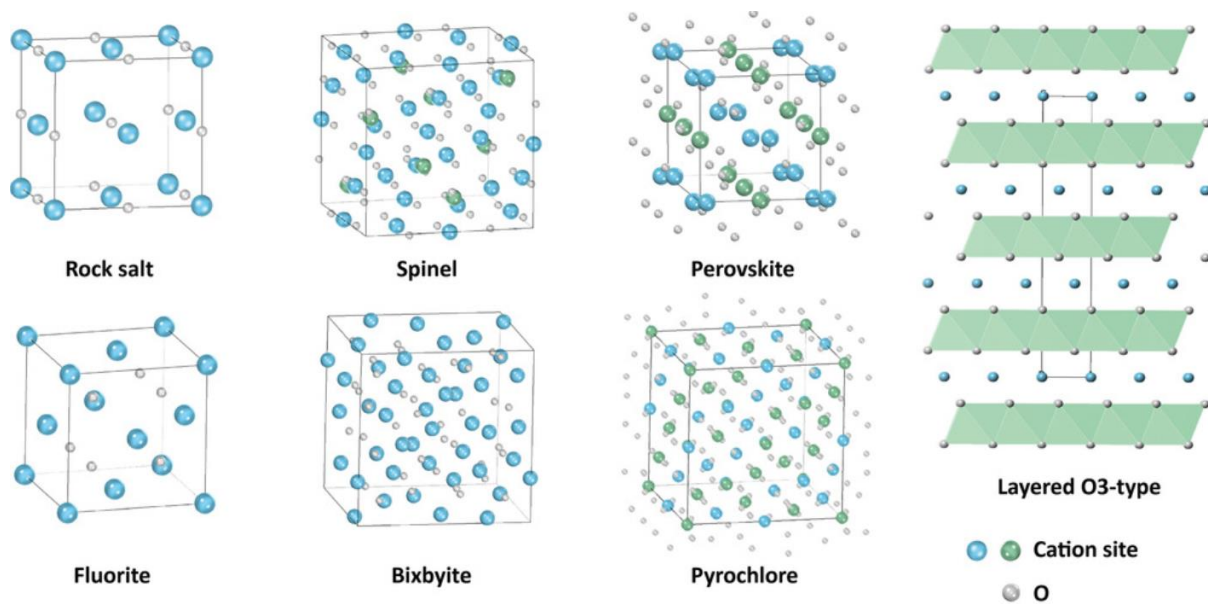 Rock salt
Spinel
Perovskite
Fluorite
Bixbyite
Pyrochlore
Layered O3-type
Cation site
O